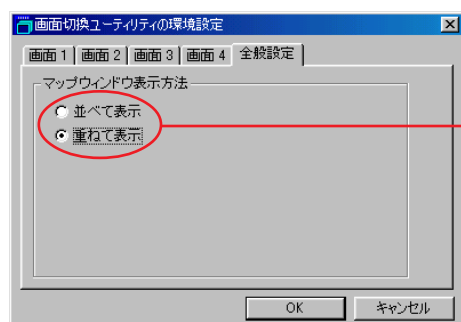 画面切換ユーティリティの環境設定
画面 1 画面 2 画面 3 画面 4 全般設定
マップウィンドウ表示方法
並べて表示
重ねて表示
OK キャンセル